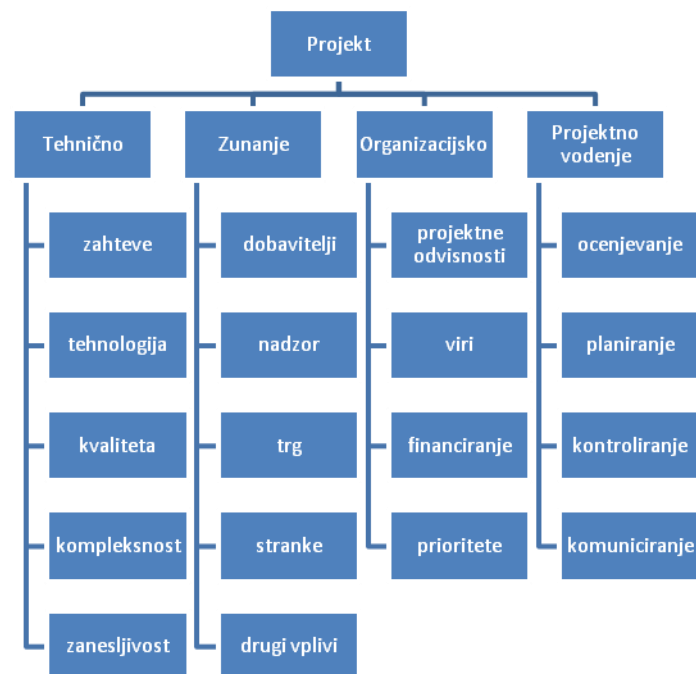 Projekt
Tehnično
zahteve
tehnologija
kvaliteta
kompleksnost
zanesljivost
Zunanje
dobavitelji
nadzor
trg
stranke
drugi vplivi
Organizacijsko
projektne
odvisnosti
viri
financiranje
prioritete
Projektno
vodenje
ocenjevanje
planiranje
kontroliranje
komuniciranje